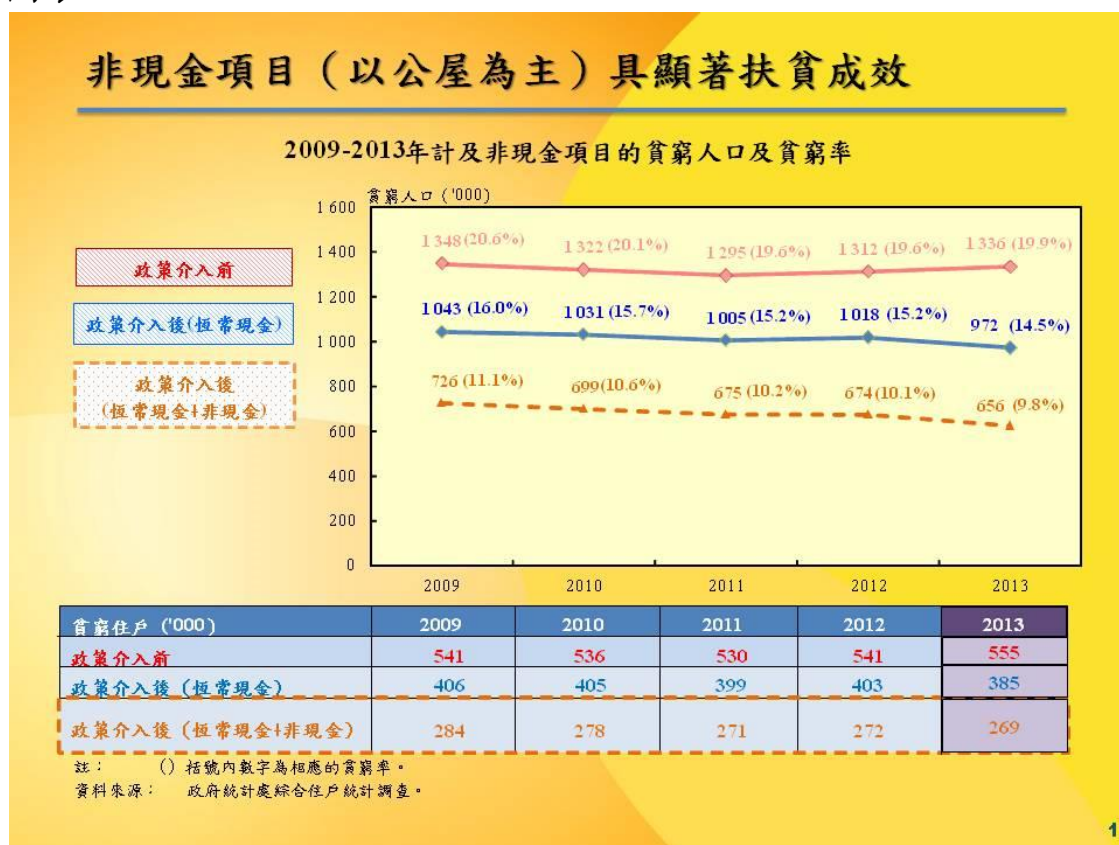 非現金項目（以公屋為主）具顯著扶貧成效
2009-2013年計及非現金項目的貧窮人口及貧窮率
貧窮人口 ('000)
1 600
1 400
1 200
1 000
800
600
400
200
0
政策介入前
政策介入後(恆常現金)
政策介入後
(恆常現金+非現金)
1 348 (20.6%) 1 322 (20.1%) 1 295 (19.6%) 1 312 (19.6%) 1 336 (19.9%)
1 043 (16.0%) 1 031 (15.7%) 1 005 (15.2%) 1 018 (15.2%) 972 (14.5%)
726 (11.1%) 699 (10.6%) 675 (10.2%) 674 (10.1%) 656 (9.8%)
2009 2010 2011 2012 2013
貧窮住戶 ('000) 2009 2010 2011 2012 2013
政策介入前 541 536 530 541 555
政策介入後（恆常現金） 406 405 399 403 385
政策介入後（恆常現金+非現金） 284 278 271 272 269
註： () 括號內數字為相應的貧窮率。
資料來源： 政府統計處綜合住戶統計調查。
1